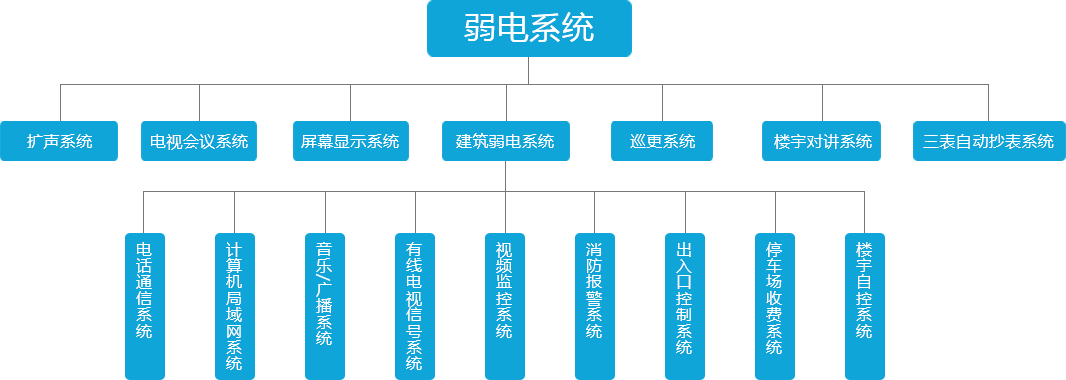 弱电系统
扩声系统
电视会议系统
屏幕显示系统
建筑弱电系统
巡更系统
楼宇对讲系统
三表自动抄表系统
电话通信系统
计算机局域网系统
音乐/广播系统
有线电视信号系统
视频监控系统
消防报警系统
出入口控制系统
停车场收费系统
楼宇自控系统